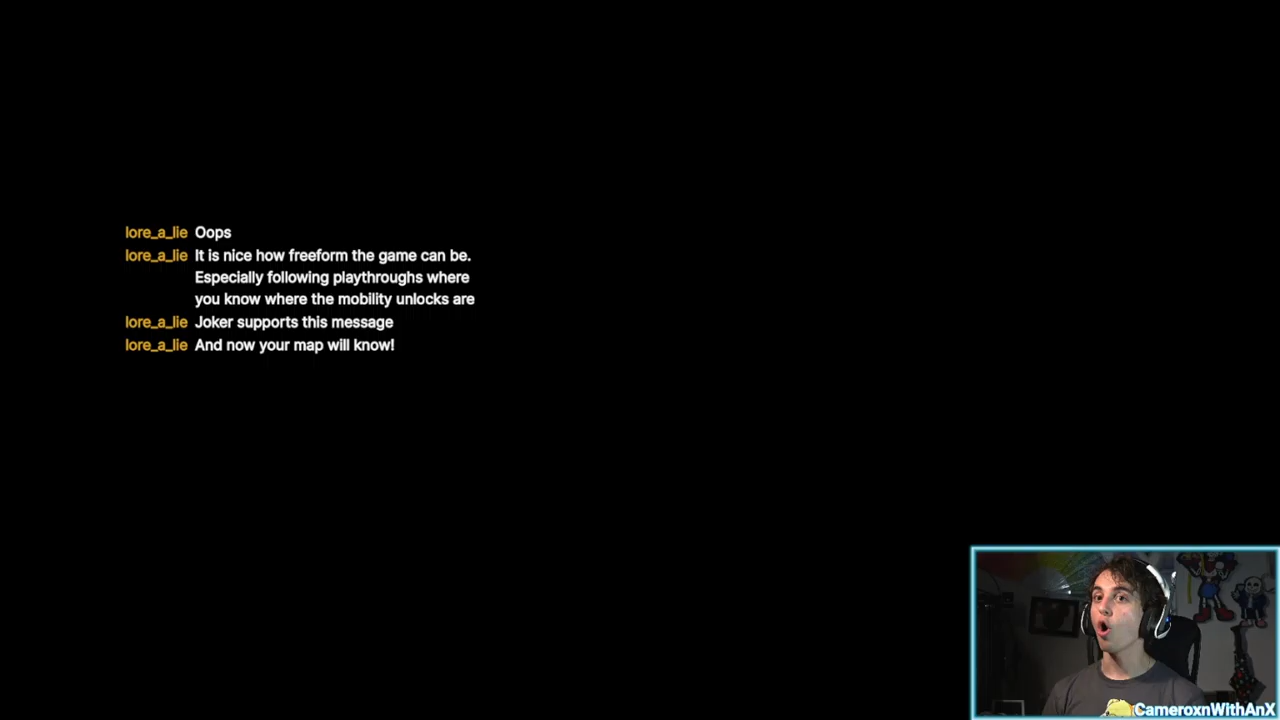 lore_a_lie Oops
lore_a_lie It is nice how freeform the game can be.
Especially following playthroughs where
you know where the mobility unlocks are
lore_a_lie Joker supports this message
lore_a_lie And now your map will know!
CameroxnWithAnX